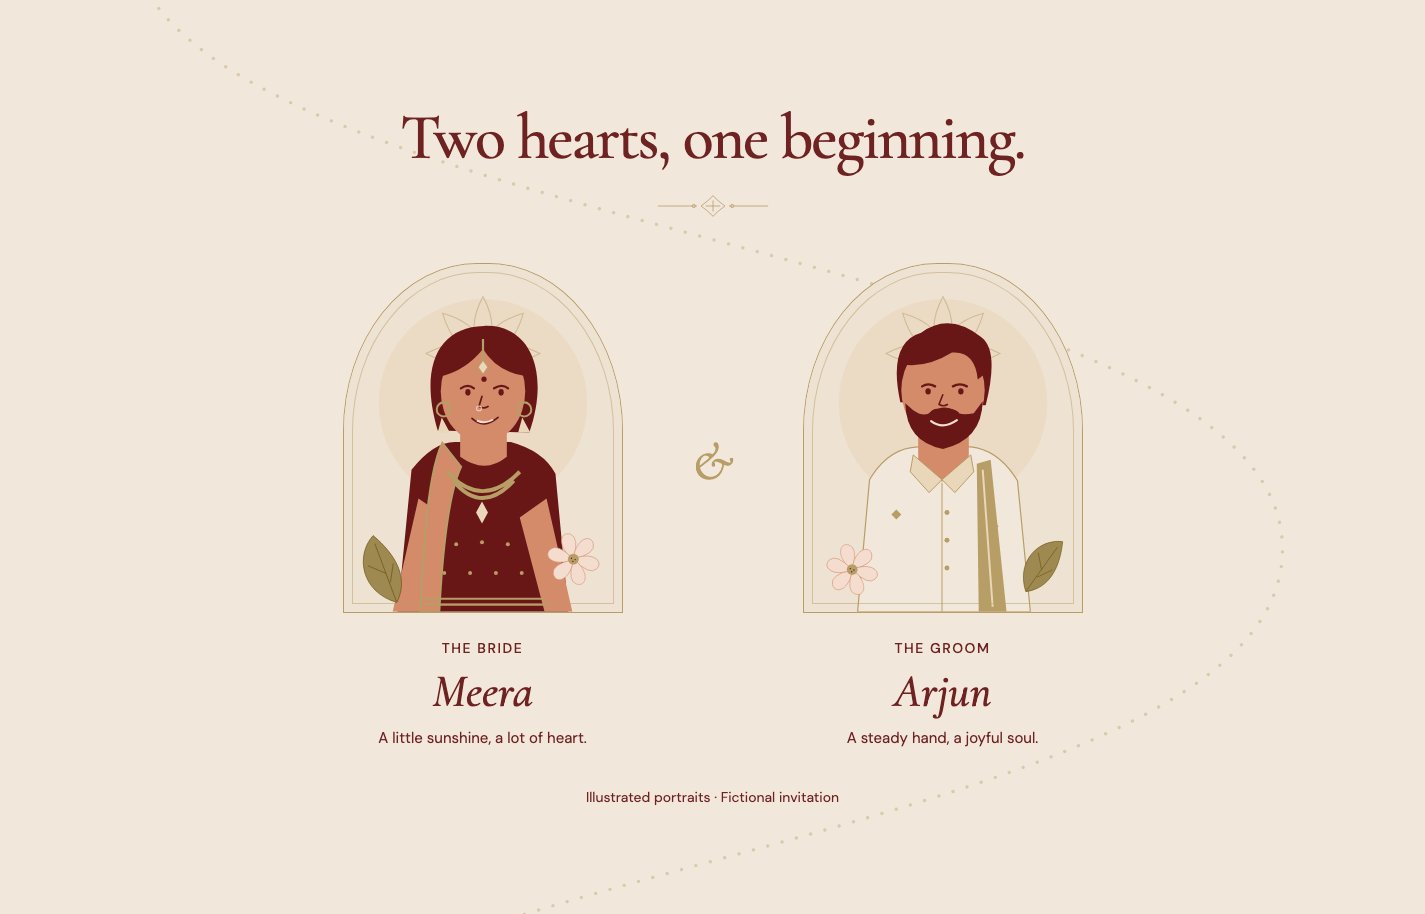 Two hearts, one beginning.
&
THE BRIDE
Meera
A little sunshine, a lot of heart.
THE GROOM
Arjun
A steady hand, a joyful soul.
Illustrated portraits · Fictional invitation